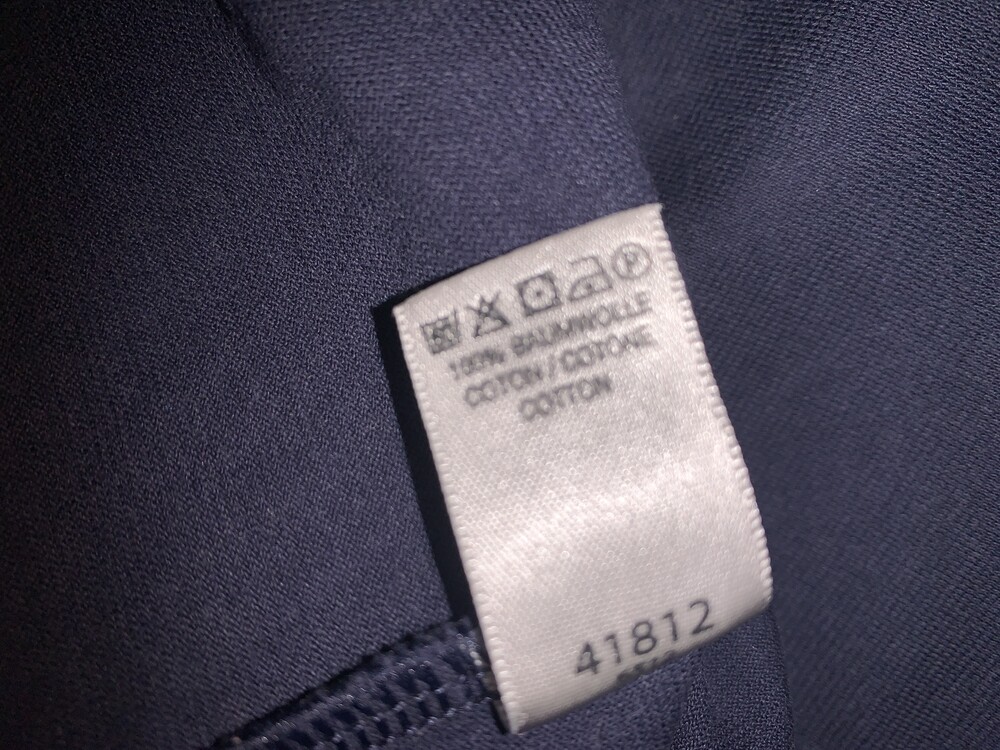 P
100% BAUMWOLLE
COTON / COTONE
COTTON
41812